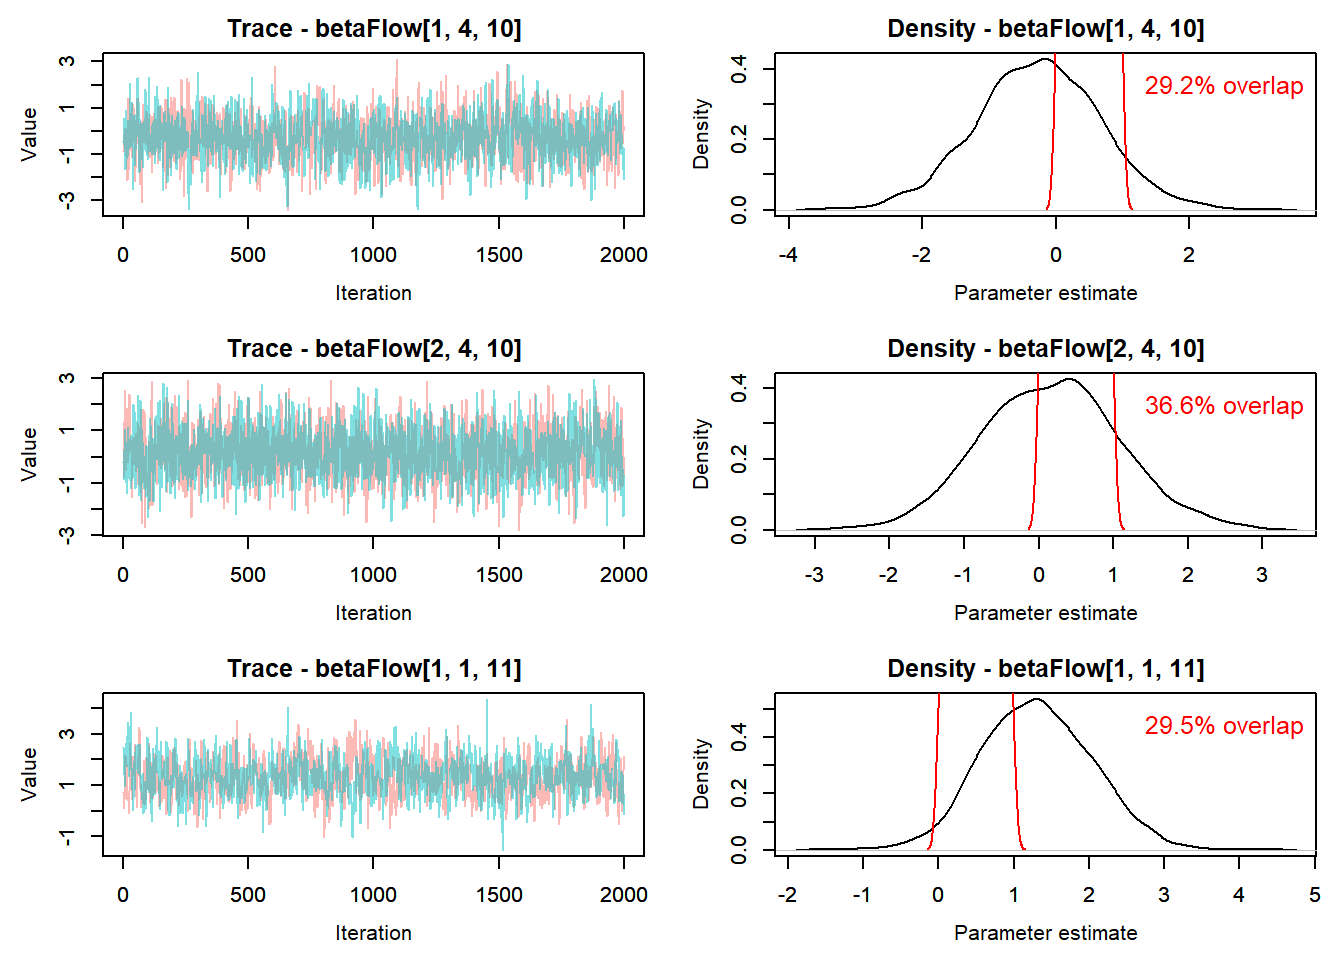 Trace - betaFlow[1, 4, 10]
Value
3
1
-1
-3
0 500 1000 1500 2000
Iteration
Density - betaFlow[1, 4, 10]
29.2% overlap
Density
0.4
0.2
0.0
-4 -2 0 2
Parameter estimate
Trace - betaFlow[2, 4, 10]
Value
3
1
-1
-3
0 500 1000 1500 2000
Iteration
Density - betaFlow[2, 4, 10]
36.6% overlap
Density
0.4
0.2
0.0
-3 -2 -1 0 1 2 3
Parameter estimate
Trace - betaFlow[1, 1, 11]
Value
3
1
-1
0 500 1000 1500 2000
Iteration
Density - betaFlow[1, 1, 11]
29.5% overlap
Density
0.4
0.2
0.0
-2 -1 0 1 2 3 4 5
Parameter estimate